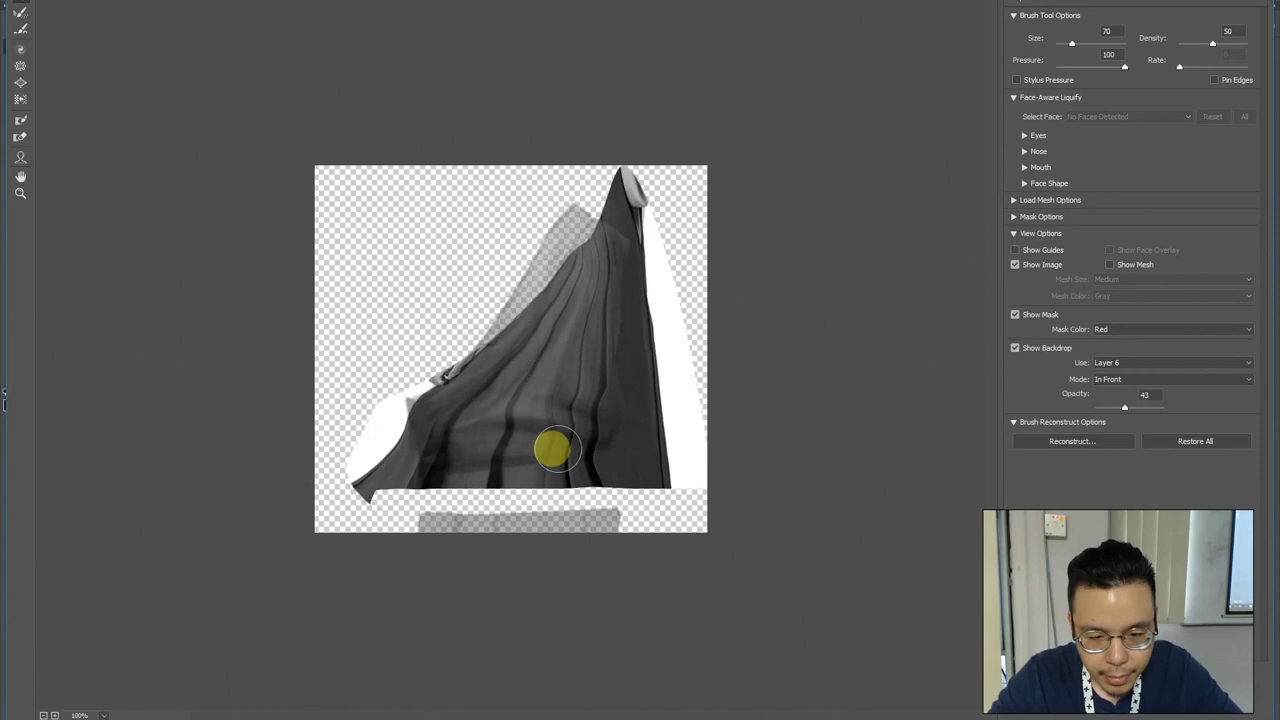 Brush Tool Options
Size: 70 Density: 50
Pressure: 100 Rate:
Stylus Pressure Pin Edges
Face-Aware Liquify
Select Face: No Faces Detected Reset All
Eyes
Nose
Mouth
Face Shape
Load Mesh Options
Mask Options
View Options
Show Guides Show Face Overlay
Show Image Show Mesh
Mesh Size: Medium
Mesh Color: Gray
Show Mask
Mask Color: Red
Show Backdrop
Use: Layer 6
Mode: In Front
Opacity: 43
Brush Reconstruct Options
Reconstruct... Restore All
100%